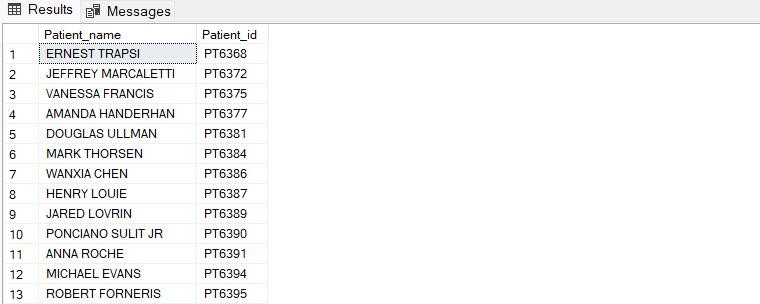 Results Messages
Patient_name Patient_id
1 ERNEST TRAPSI PT6368
2 JEFFREY MARCALETTI PT6372
3 VANESSA FRANCIS PT6375
4 AMANDA HANDERHAN PT6377
5 DOUGLAS ULLMAN PT6381
6 MARK THORSEN PT6384
7 WANXIA CHEN PT6386
8 HENRY LOUIE PT6387
9 JARED LOVRIN PT6389
10 PONCIANO SULIT JR PT6390
11 ANNA ROCHE PT6391
12 MICHAEL EVANS PT6394
13 ROBERT FORNERIS PT6395